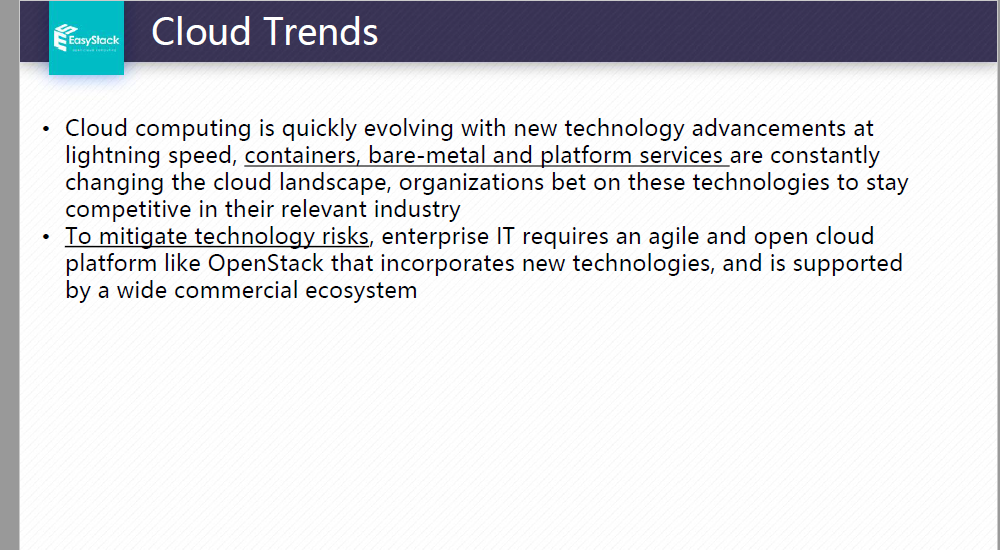 EasyStack
Cloud Trends
• Cloud computing is quickly evolving with new technology advancements at
lightning speed, containers, bare-metal and platform services are constantly
changing the cloud landscape, organizations bet on these technologies to stay
competitive in their relevant industry
• To mitigate technology risks, enterprise IT requires an agile and open cloud
platform like OpenStack that incorporates new technologies, and is supported
by a wide commercial ecosystem